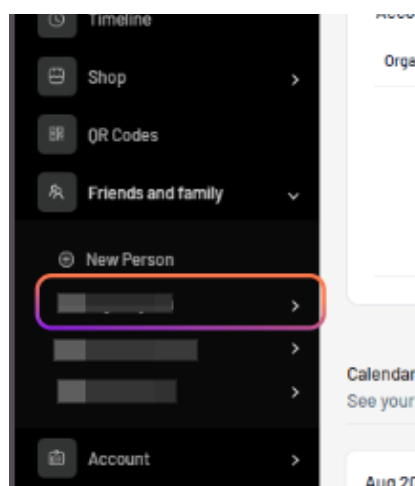 Timeline
Shop
QR Codes
Friends and family
New Person
Account
Orga
Calendar
See your
Aug 20